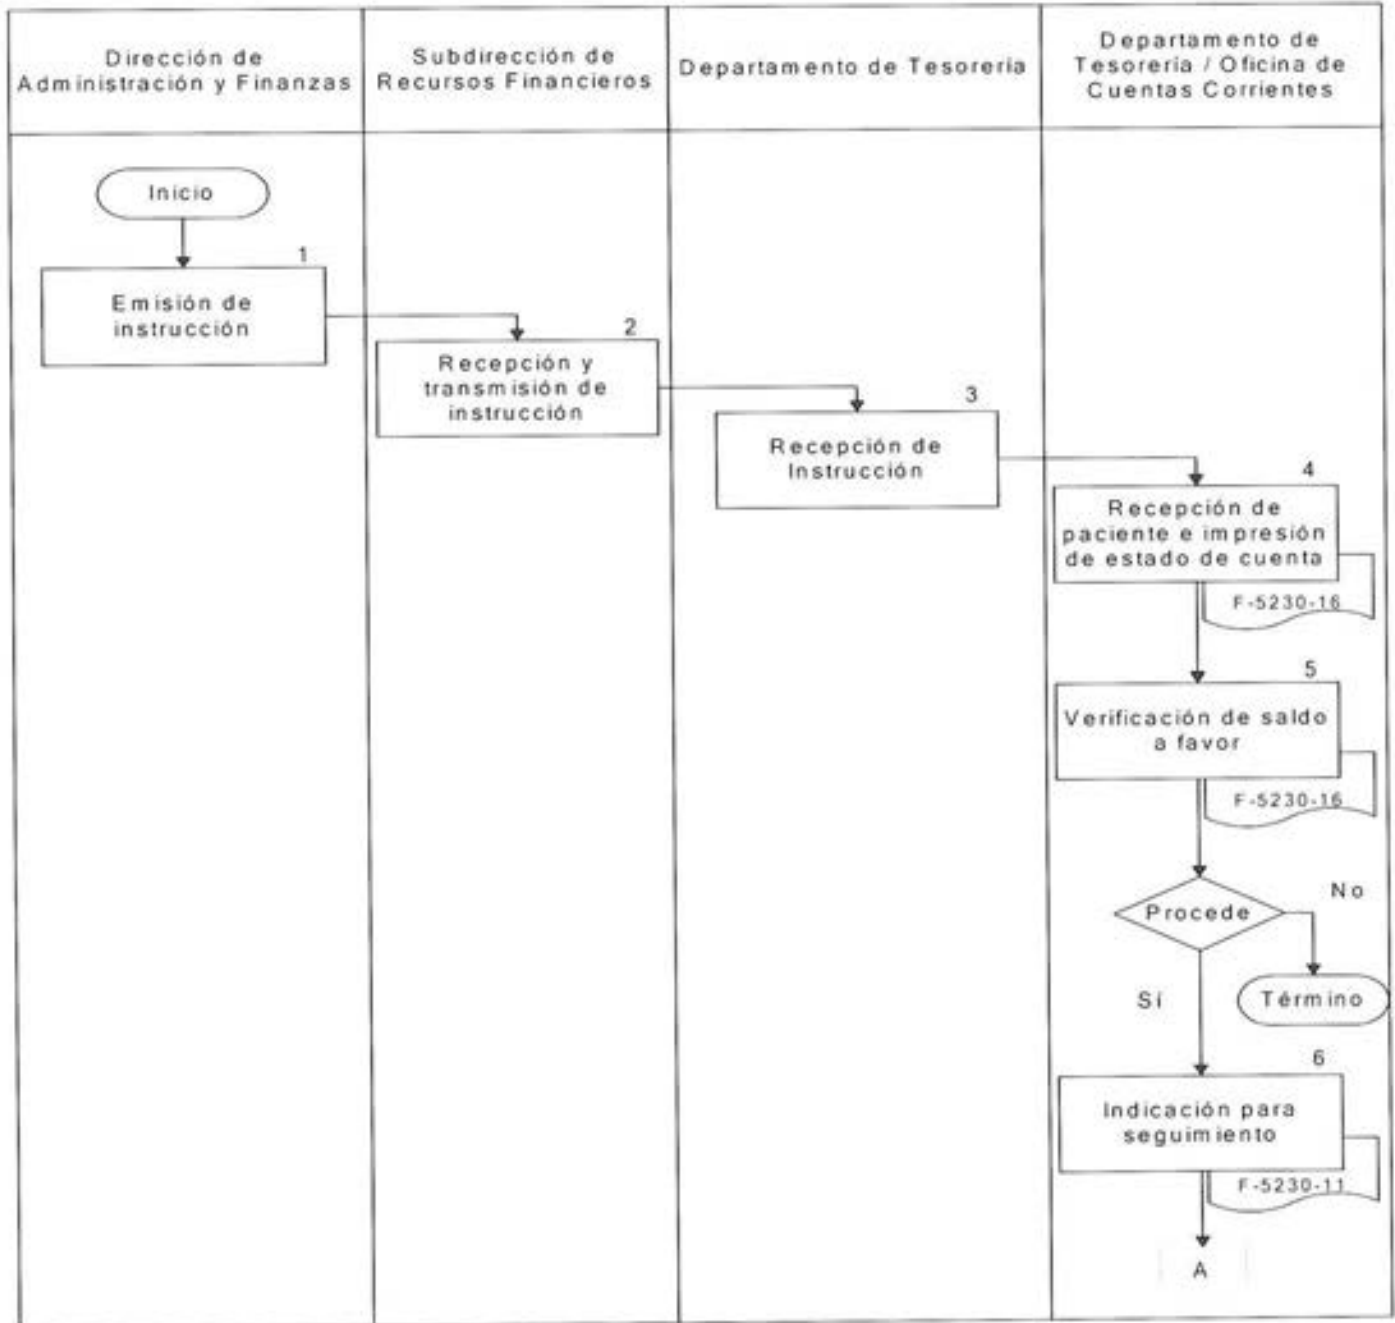 Dirección de
Administración y Finanzas
Subdirección de
Recursos Financieros
Departamento de Tesorería
Departamento de
Tesorería / Oficina de
Cuentas Corrientes
Inicio
1
Emisión de
instrucción
2
Recepción y
transmisión de
instrucción
3
Recepción de
Instrucción
4
Recepción de
paciente e impresión
de estado de cuenta
F-5230-16
5
Verificación de saldo
a favor
F-5230-16
Procede
No
Sí
Término
6
Indicación para
seguimiento
F-5230-11
A